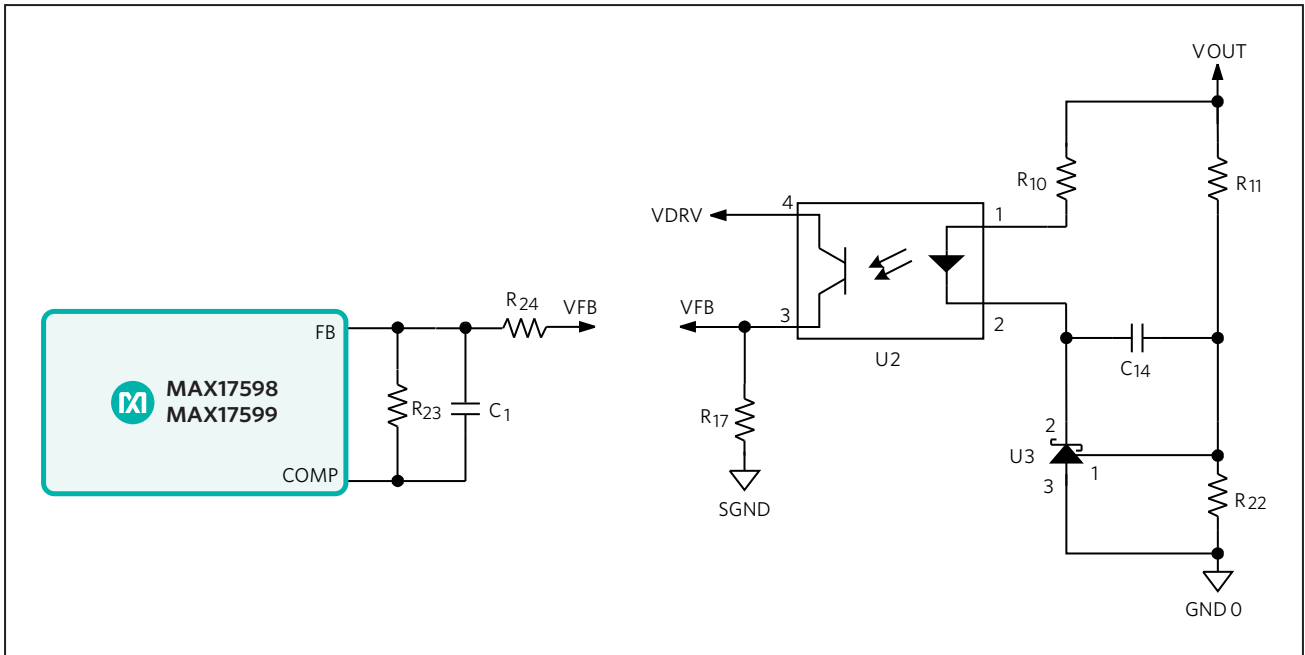 VOUT
R10
R11
4
1
VDRV
R24
VFB
VFB
3
2
FB
U2
C14
MAX17598
MAX17599
R23
C1
R17
2
U3
1
3
COMP
R22
SGND
GND 0